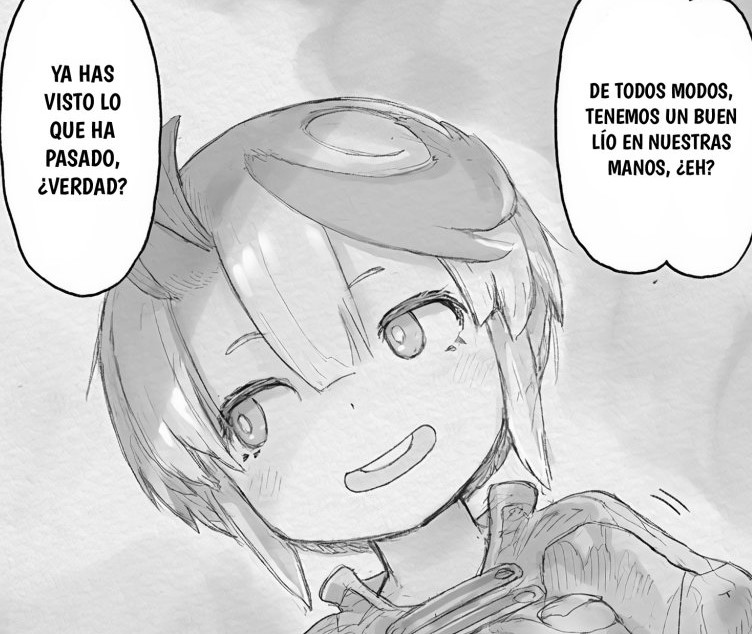 DE TODOS MODOS,
TENEMOS UN BUEN
LÍO EN NUESTRAS
MANOS, ¿EH?
YA HAS
VISTO LO
QUE HA
PASADO,
¿VERDAD?